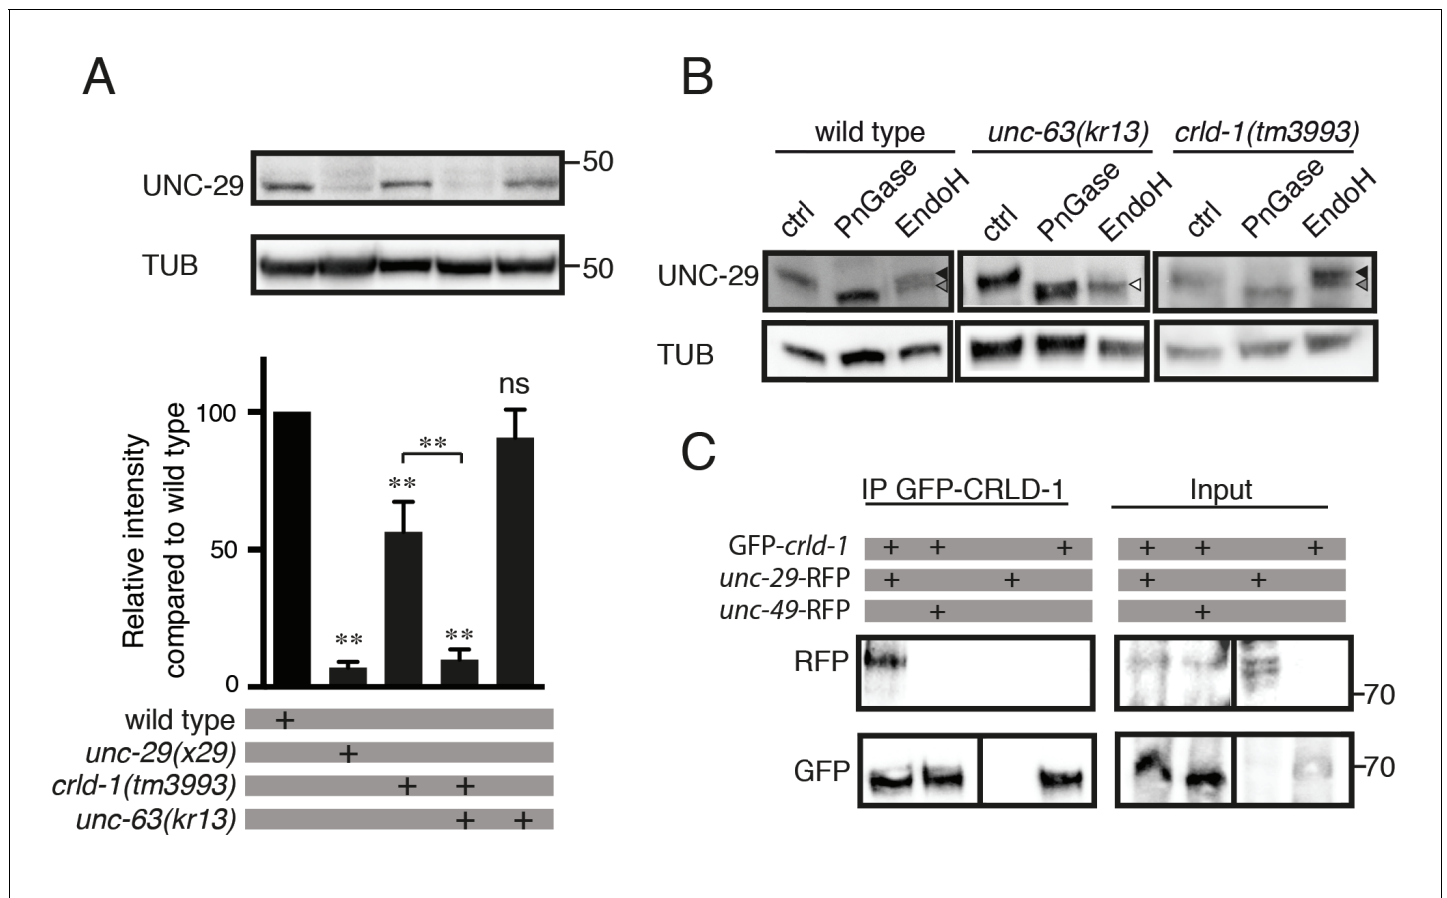 A
UNC-29
50
TUB
50
Relative intensity
compared to wild type
100
50
0
**
**
**
**
ns
wild type +
unc-29(x29) +
crld-1(tm3993) + +
unc-63(kr13) + +
B
wild type unc-63(kr13) crld-1(tm3993)
ctrl PnGase EndoH ctrl PnGase EndoH ctrl PnGase EndoH
UNC-29
TUB
C
IP GFP-CRLD-1 Input
GFP-crld-1 + + + + + +
unc-29-RFP + + + +
unc-49-RFP + +
RFP
70
GFP
70